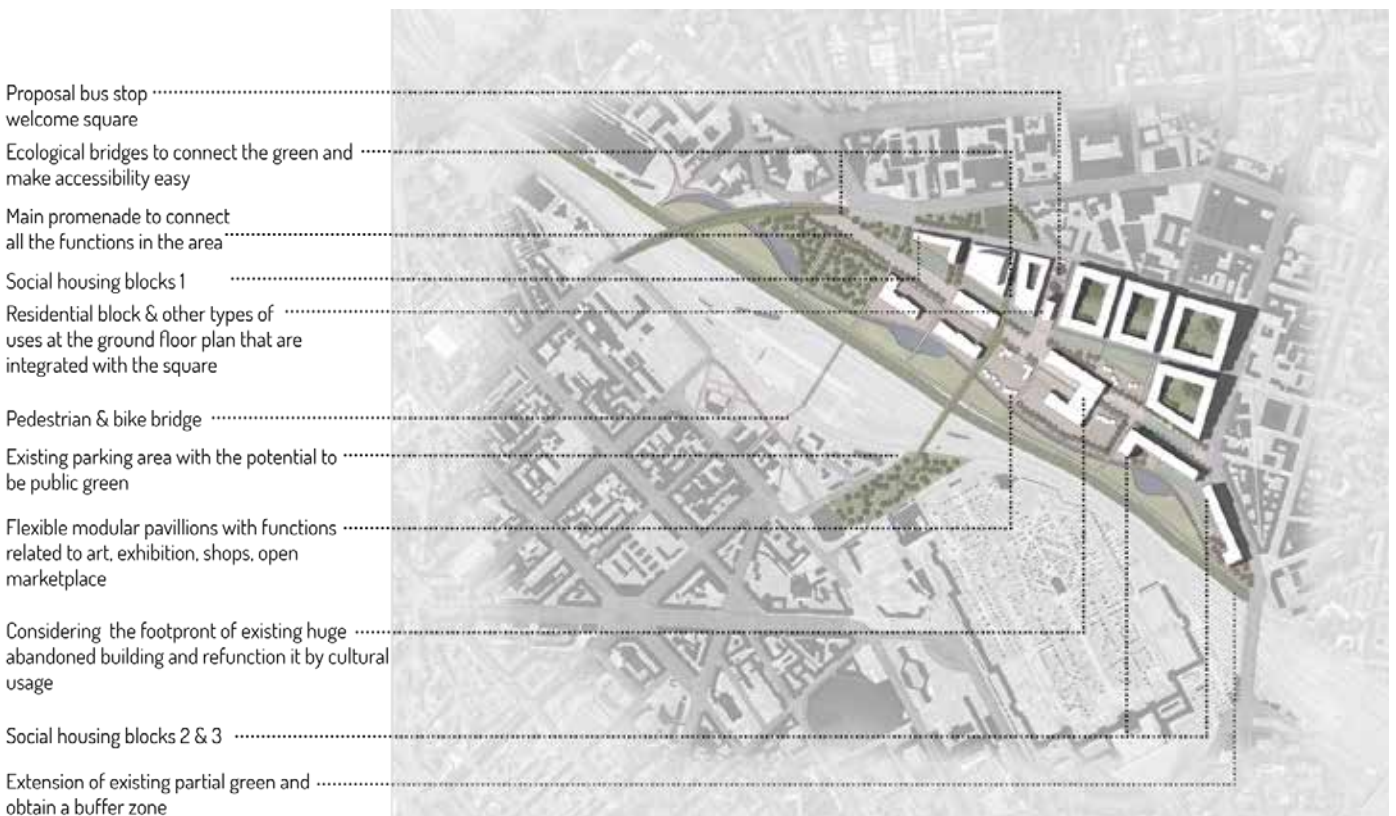 Proposal bus stop
welcome square
Ecological bridges to connect the green and
make accessibility easy
Main promenade to connect
all the functions in the area
Social housing blocks 1
Residential block & other types of
uses at the ground floor plan that are
integrated with the square
Pedestrian & bike bridge
Existing parking area with the potential to
be public green
Flexible modular pavillions with functions
related to art, exhibition, shops, open
marketplace
Considering the footpront of existing huge
abandoned building and refunction it by cultural
usage
Social housing blocks 2 & 3
Extension of existing partial green and
obtain a buffer zone